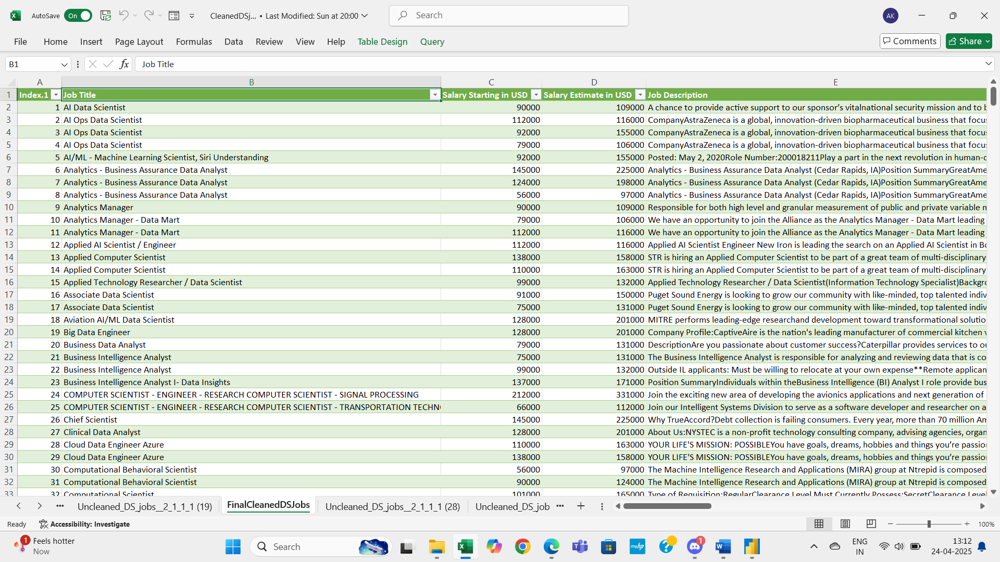 AutoSave On CleanedDSj... • Last Modified: Sun at 20:00 Search AK
File Home Insert Page Layout Formulas Data Review View Help Table Design Query Comments Share
B1 fx Job Title
A B C D E
1 Index.1 Job Title Salary Starting in USD Salary Estimate in USD Job Description
2 1 AI Data Scientist 90000 109000 A chance to provide active support to our sponsor's vitalnational security mission and to
3 2 AI Ops Data Scientist 112000 116000 CompanyAstraZeneca is a global, innovation-driven biopharmaceutical business that focu
4 3 AI Ops Data Scientist 92000 155000 CompanyAstraZeneca is a global, innovation-driven biopharmaceutical business that focu
5 4 AI Ops Data Scientist 79000 106000 CompanyAstraZeneca is a global, innovation-driven biopharmaceutical business that focu
6 5 AI/ML - Machine Learning Scientist, Siri Understanding 92000 155000 Posted: May 2, 2020Role Number:200018211Play a part in the next revolution in human-c
7 6 Analytics - Business Assurance Data Analyst 145000 225000 Analytics - Business Assurance Data Analyst (Cedar Rapids, IA)Position SummaryGreatAme
8 7 Analytics - Business Assurance Data Analyst 124000 198000 Analytics - Business Assurance Data Analyst (Cedar Rapids, IA)Position SummaryGreatAme
9 8 Analytics - Business Assurance Data Analyst 56000 97000 Analytics - Business Assurance Data Analyst (Cedar Rapids, IA)Position SummaryGreatAme
10 9 Analytics Manager 90000 109000 Responsible for both high level and granular measurement of public and private variable
11 10 Analytics Manager - Data Mart 79000 106000 We have an opportunity to join the Alliance as the Analytics Manager - Data Mart leading
12 11 Analytics Manager - Data Mart 112000 116000 We have an opportunity to join the Alliance as the Analytics Manager - Data Mart leading
13 12 Applied AI Scientist / Engineer 112000 116000 Applied AI Scientist Engineer New Iron is leading the search on an Applied AI Scientist in
14 13 Applied Computer Scientist 138000 158000 STR is hiring an Applied Computer Scientist to be part of a great team of multi-disciplinary
15 14 Applied Computer Scientist 110000 163000 STR is hiring an Applied Computer Scientist to be part of a great team of multi-disciplinary
16 15 Applied Technology Researcher / Data Scientist 99000 132000 Applied Technology Researcher / Data Scientist(Information Technology Specialist)Backgr
17 16 Associate Data Scientist 91000 150000 Puget Sound Energy is looking to grow our community with like-minded, top talented indiv
18 17 Associate Data Scientist 75000 131000 Puget Sound Energy is looking to grow our community with like-minded, top talented indiv
19 18 Aviation AI/ML Data Scientist 128000 201000 MITRE performs leading-edge researchand development toward transformational solutio
20 19 Big Data Engineer 128000 201000 Company Profile:CaptiveAire is the nation's leading manufacturer of commercial kitchen
21 20 Business Data Analyst 79000 131000 DescriptionAre you passionate about customer success?Caterpillar provides services to
22 21 Business Intelligence Analyst 75000 131000 The Business Intelligence Analyst is responsible for analyzing and reviewing data that is co
23 22 Business Intelligence Analyst 99000 132000 Outside IL applicants: Must be willing to relocate at your own expense**Remote applican
24 23 Business Intelligence Analyst I- Data Insights 137000 171000 Position SummaryIndividuals within theBusiness Intelligence (BI) Analyst I role provide bus
25 24 COMPUTER SCIENTIST - ENGINEER - RESEARCH COMPUTER SCIENTIST - SIGNAL PROCESSING 212000 331000 Join the exciting new area of developing the avionics applications and next generation of
26 25 COMPUTER SCIENTIST - ENGINEER - RESEARCH COMPUTER SCIENTIST - TRANSPORTATION TECHN 66000 112000 Join our Intelligent Systems Division to serve as a software developer and researcher on a
27 26 Chief Scientist 145000 225000 Why TrueAccord?Debt collection is failing consumers. Every year, more than 70 million Am
28 27 Clinical Data Analyst 128000 201000 About Us:NYSTEC is a non-profit technology consulting company, advising agencies, organ
29 28 Cloud Data Engineer Azure 110000 163000 YOUR LIFE'S MISSION: POSSIBLEYou have goals, dreams, hobbies and things you're passio
30 29 Cloud Data Engineer Azure 138000 158000 YOUR LIFE'S MISSION: POSSIBLEYou have goals, dreams, hobbies and things you're passio
31 30 Computational Behavioral Scientist 56000 97000 The Machine Intelligence Research and Applications (MIRA) group at Ntrepid is composed
32 31 Computational Behavioral Scientist 90000 124000 The Machine Intelligence Research and Applications (MIRA) group at Ntrepid is composed
33 32 Computational Scientist 101000 165000 Type of Requisition:RegularClearance Level Must Currently Possess:SecretClearance Level
Uncleaned_DS_jobs__2_1_1_1 (19) FinalCleanedDSJobs Uncleaned_DS_jobs__2_1_1_1 (28) Uncleaned_DS_job
Ready Accessibility: Investigate 100%
1 Feels hotter Search myhp 1 ENG 13:12
Now IN 24-04-2025